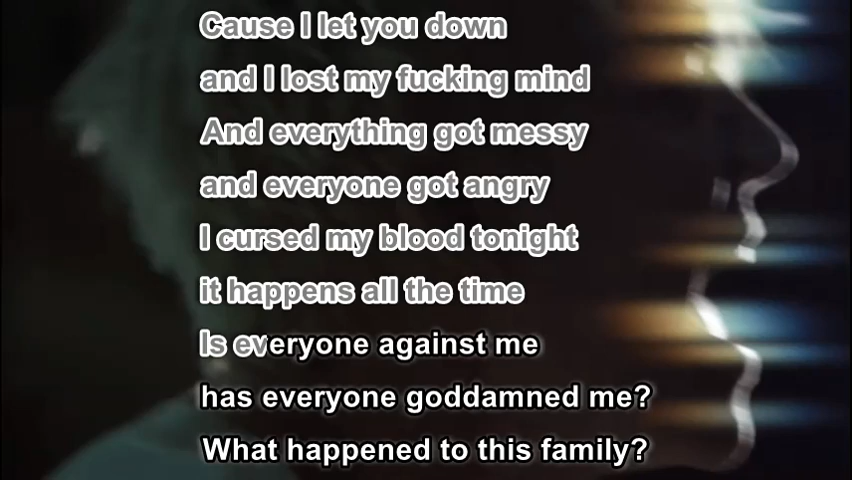 Cause I let you down
and I lost my fucking mind
And everything got messy
and everyone got angry
I cursed my blood tonight
it happens all the time
Is everyone against me
has everyone goddamned me?
What happened to this family?